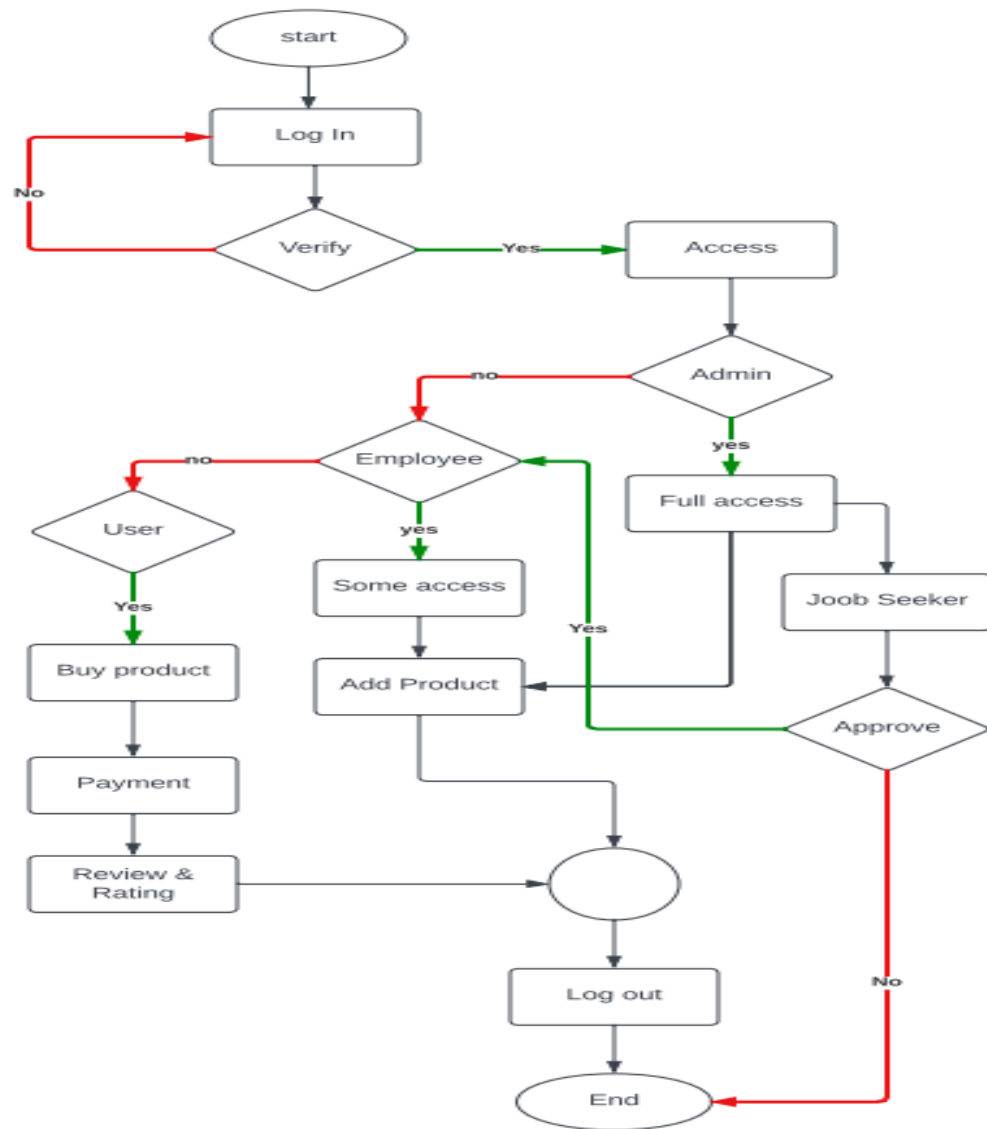 start
Log In
No
Verify
Yes
Access
Admin
no
yes
Employee
no
Full access
User
yes
Some access
Joob Seeker
Yes
Yes
Buy product
Add Product
Approve
Payment
Review &
Rating
Log out
No
End